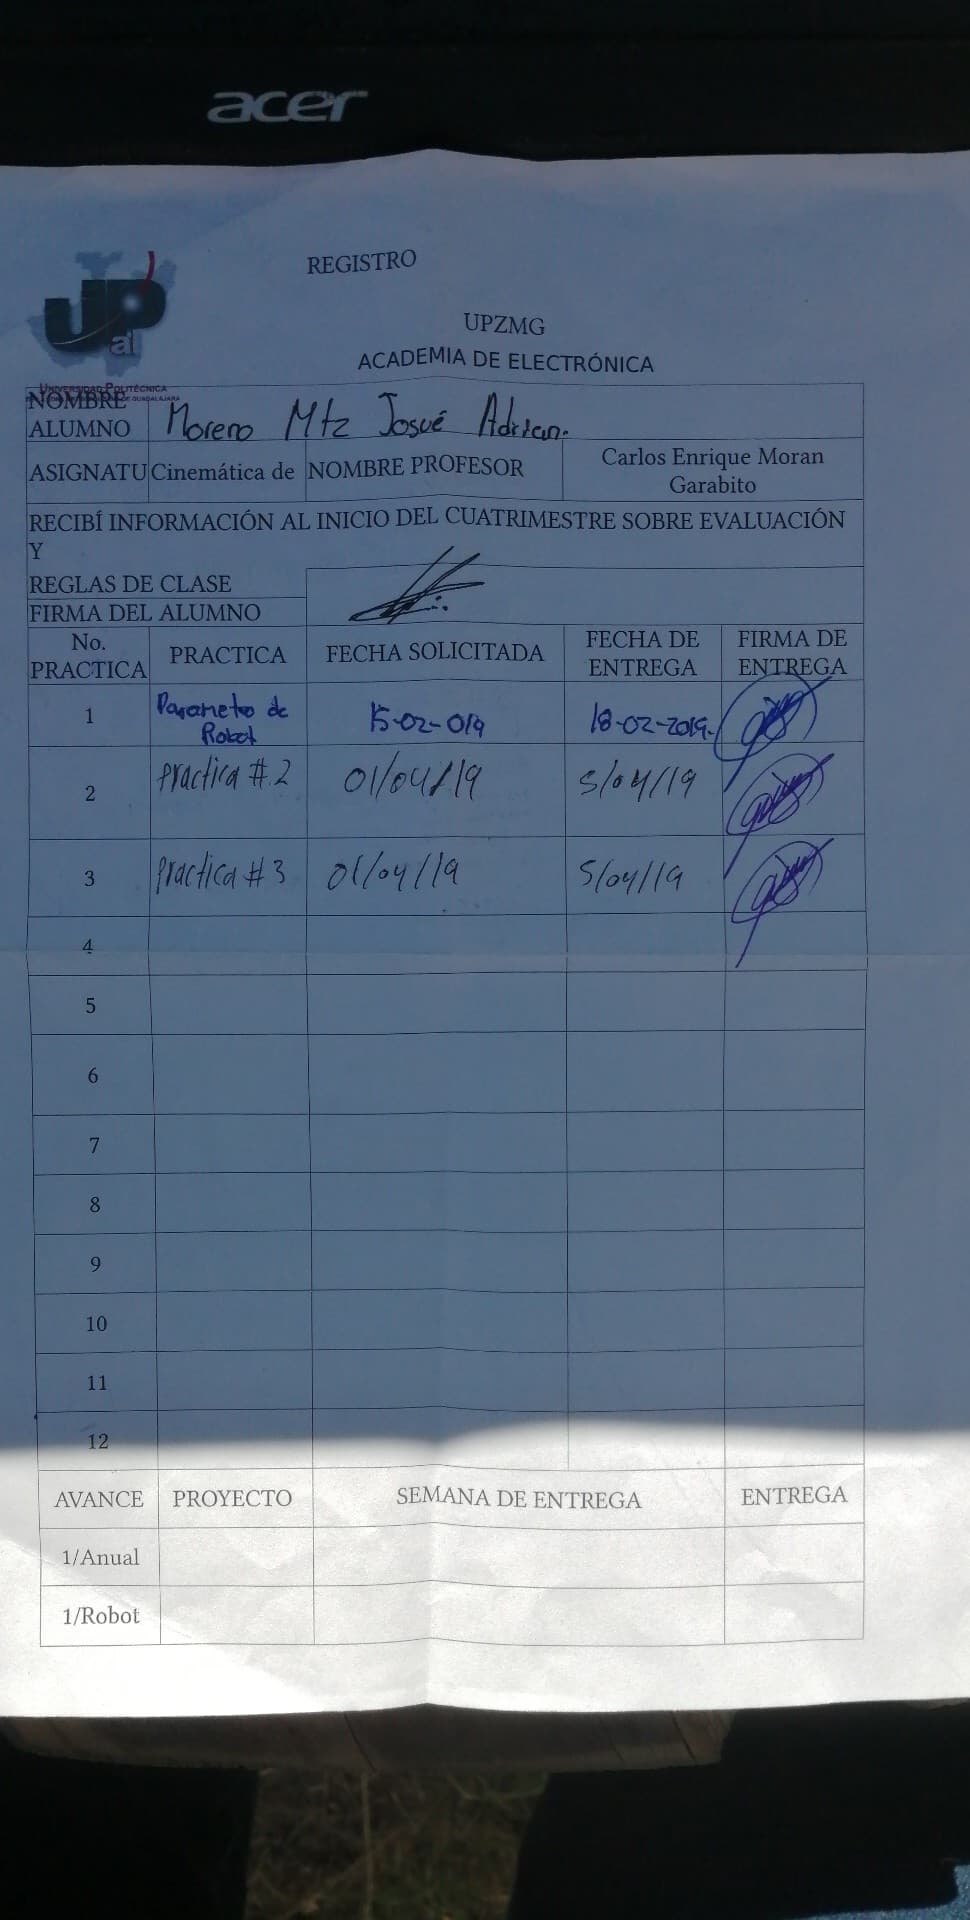 acer
REGISTRO
UPZMG
ACADEMIA DE ELECTRÓNICA
UP
al
UNIVERSIDAD POLITÉCNICA
DE GUADALAJARA
NOMBRE
ALUMNO Moreno Mtz Josué Adrian.
ASIGNATU Cinemática de NOMBRE PROFESOR Carlos Enrique Moran
Garabito
RECIBÍ INFORMACIÓN AL INICIO DEL CUATRIMESTRE SOBRE EVALUACIÓN
Y
REGLAS DE CLASE
FIRMA DEL ALUMNO
No.
PRACTICA PRACTICA FECHA SOLICITADA FECHA DE
ENTREGA FIRMA DE
ENTREGA
1 Parametro de
Robot 15-02-019 18-02-2019.
2 practica #.2 01/04/19 5/04/19
3 practica #3 01/04/19 5/04/19
4
5
6
7
8
9
10
11
12
AVANCE PROYECTO SEMANA DE ENTREGA ENTREGA
1/Anual
1/Robot